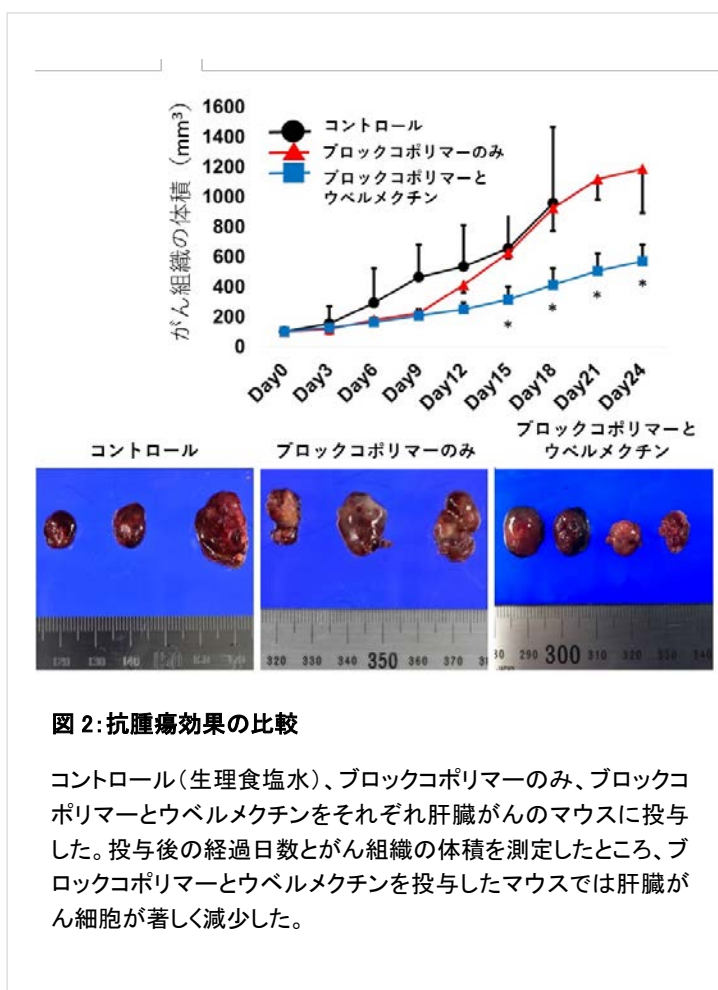 1600
1400
1200
1000
800
600
400
200
0
がん組織の体積 (mm³)
コントロール
ブロックコポリマーのみ
ブロックコポリマーと
ウベルメクチン
* * * *
Day0 Day3 Day6 Day9 Day12 Day15 Day18 Day21 Day24
コントロール
ブロックコポリマーのみ
ブロックコポリマーと
ウベルメクチン
320 330 340 350 360 370
290 300 310 320 330
図 2:抗腫瘍効果の比較
コントロール(生理食塩水)、ブロックコポリマーのみ、ブロックコ
ポリマーとウベルメクチンをそれぞれ肝臓がんのマウスに投与
した。投与後の経過日数とがん組織の体積を測定したところ、ブ
ロックコポリマーとウベルメクチンを投与したマウスでは肝臓が
ん細胞が著しく減少した。